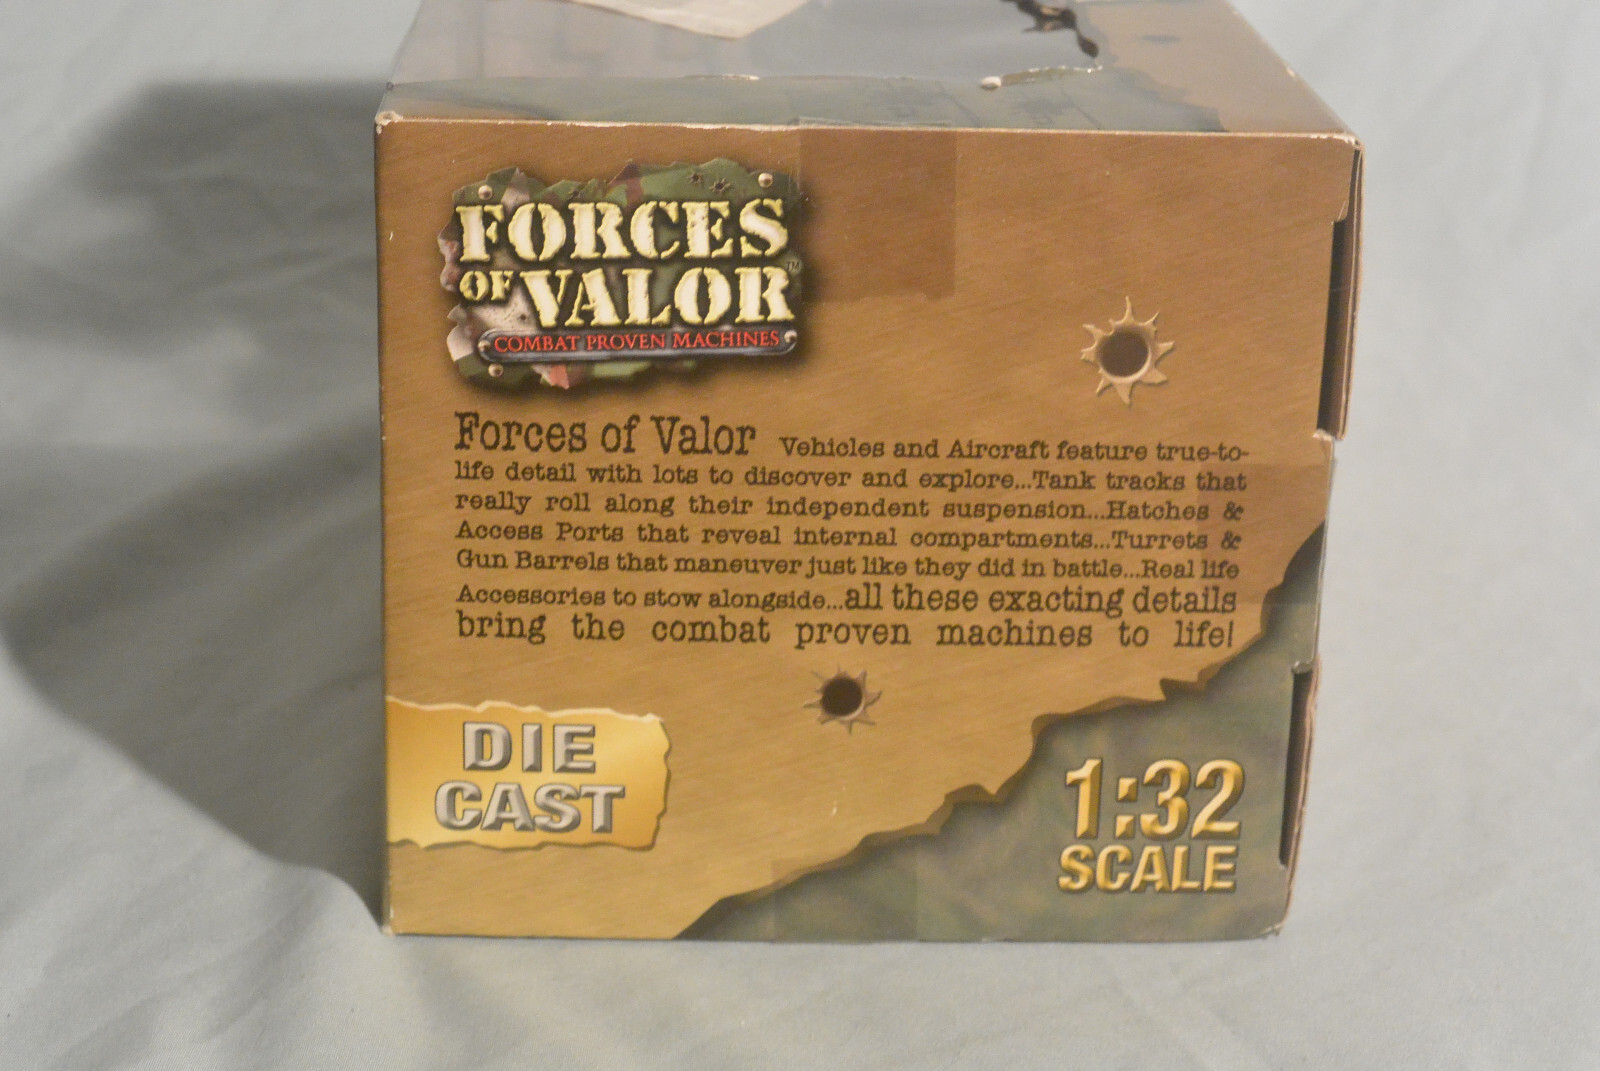 FORCES
OF VALOR™
COMBAT PROVEN MACHINES
Forces of Valor Vehicles and Aircraft feature true-to-
life detail with lots to discover and explore...Tank tracks that
really roll along their independent suspension...Hatches &
Access Ports that reveal internal compartments...Turrets &
Gun Barrels that maneuver just like they did in battle...Real life
Accessories to stow alongside...all these exacting details
bring the combat proven machines to life!
DIE
CAST
1:32
SCALE